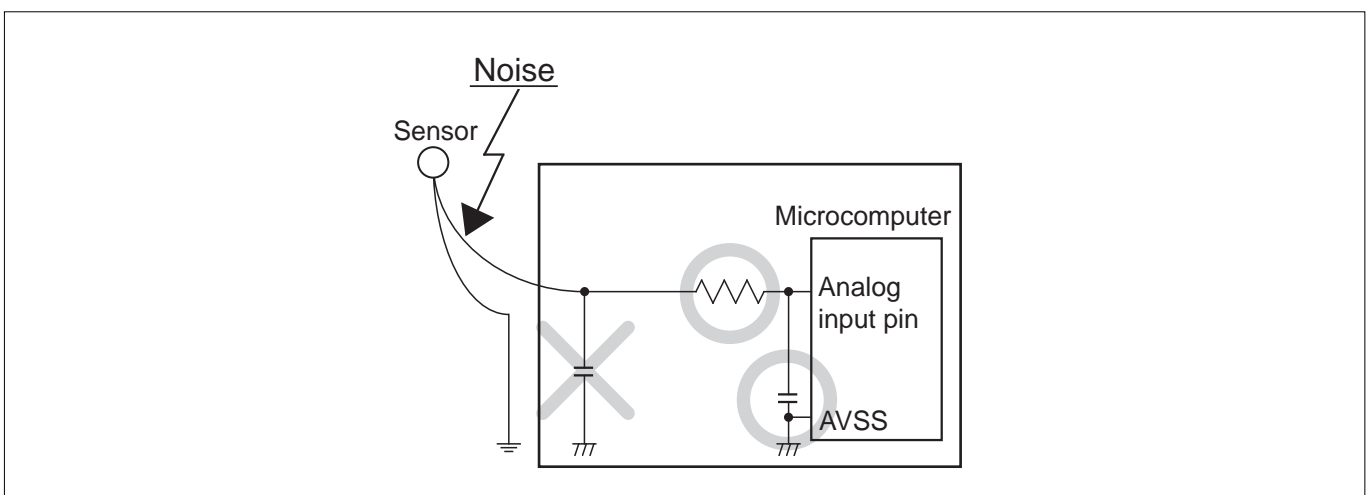 Noise
Sensor
Microcomputer
Analog
input pin
AVSS